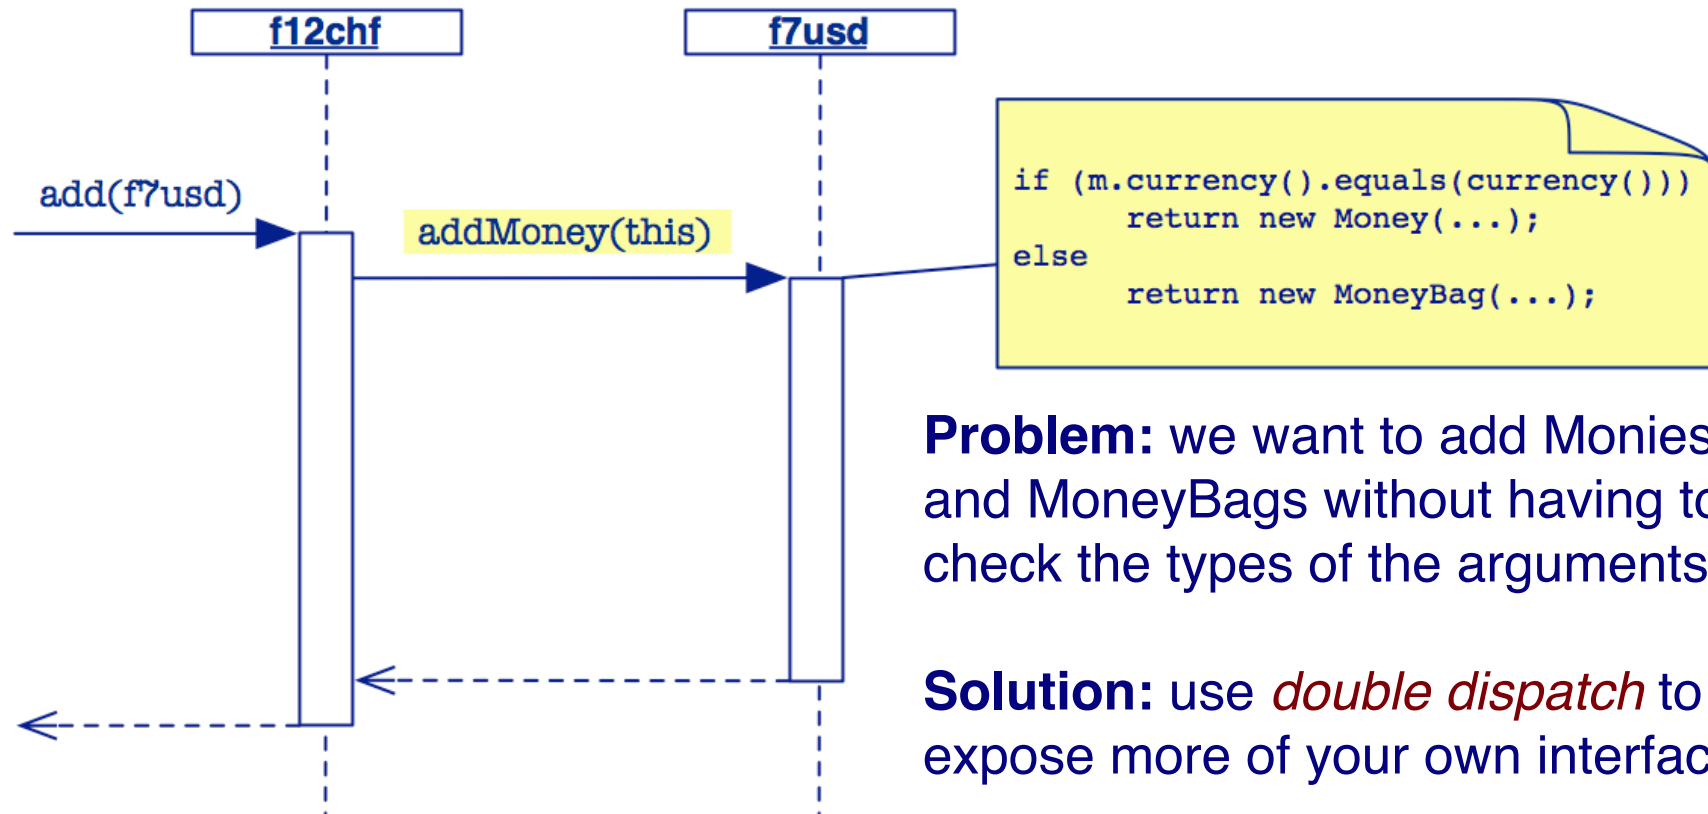 f12chf
f7usd
add(f7usd)
addMoney(this)
if (m.currency().equals(currency()))
return new Money(...);
else
return new MoneyBag(...);
Problem: we want to add Monies
and MoneyBags without having to
check the types of the arguments
Solution: use double dispatch to
expose more of your own interfac